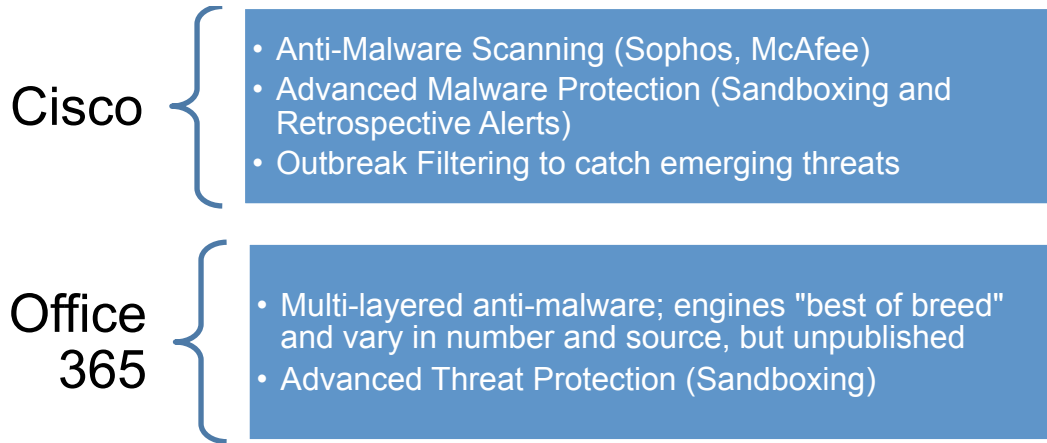 Cisco
• Anti-Malware Scanning (Sophos, McAfee)
• Advanced Malware Protection (Sandboxing and
Retrospective Alerts)
• Outbreak Filtering to catch emerging threats
Office
365
• Multi-layered anti-malware; engines "best of breed"
and vary in number and source, but unpublished
• Advanced Threat Protection (Sandboxing)